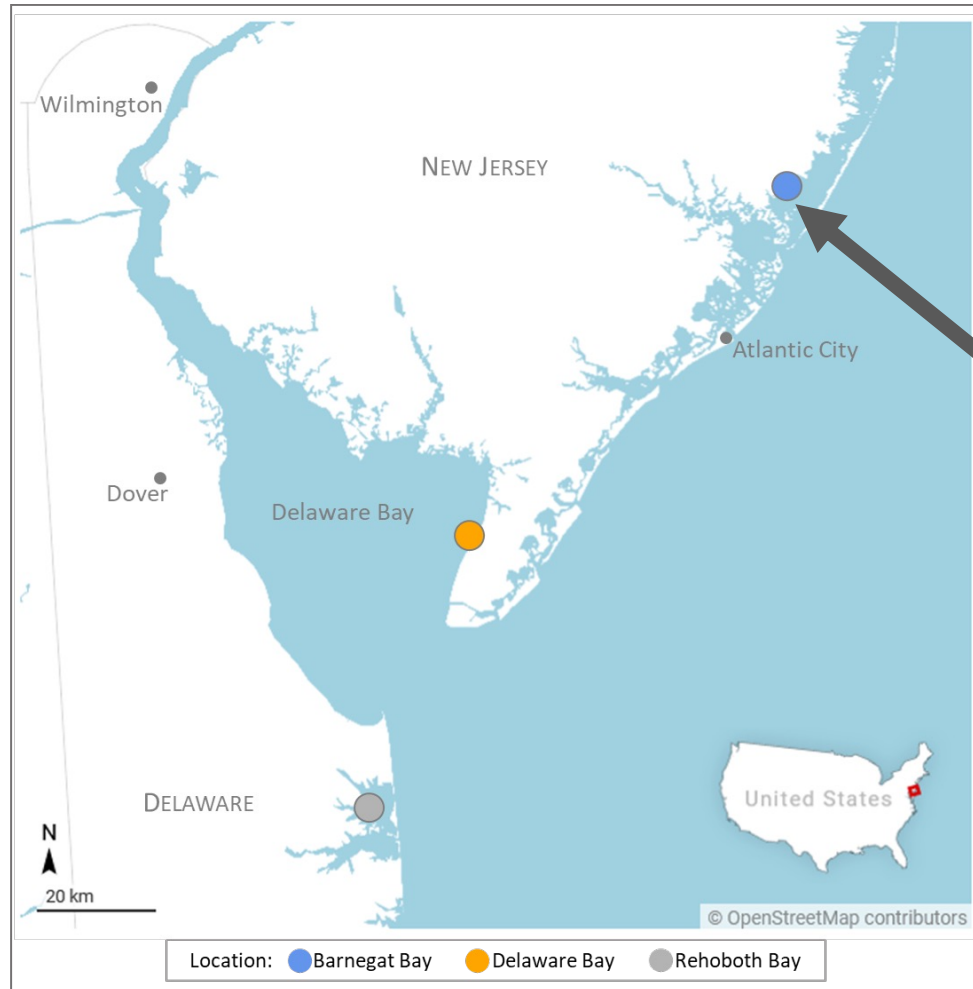 Wilmington
NEW JERSEY
Atlantic City
Dover
Delaware Bay
DELAWARE
United States
N
20 km
© OpenStreetMap contributors
Location: Barnegat Bay Delaware Bay Rehoboth Bay